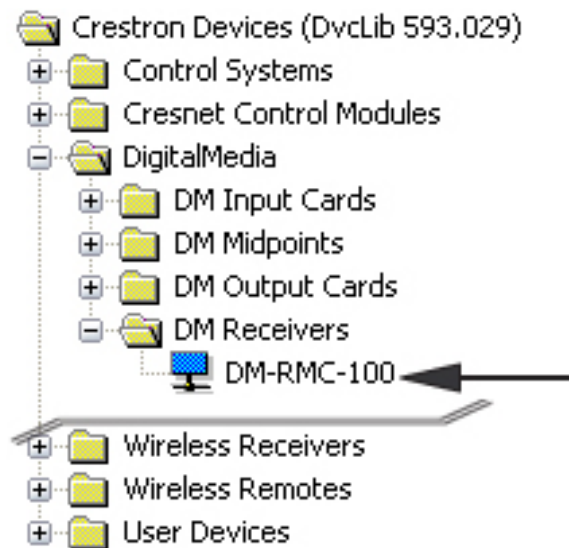 Crestron Devices (DvcLib 593.029)
Control Systems
Cresnet Control Modules
DigitalMedia
DM Input Cards
DM Midpoints
DM Output Cards
DM Receivers
DM-RMC-100
Wireless Receivers
Wireless Remotes
User Devices